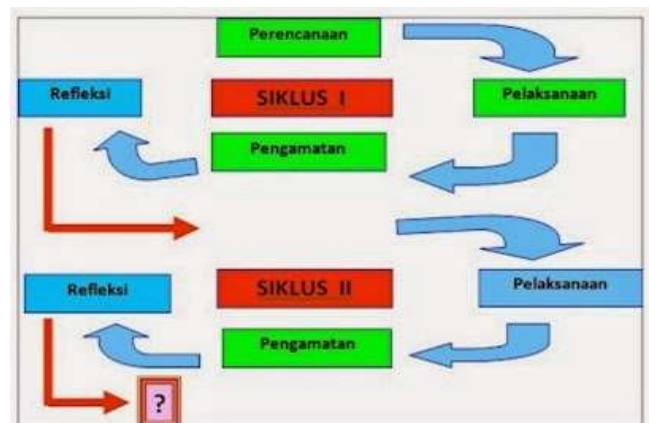 Perencanaan
Refleksi
SIKLUS I
Pelaksanaan
Pengamatan
Refleksi
SIKLUS II
Pelaksanaan
Pengamatan
?